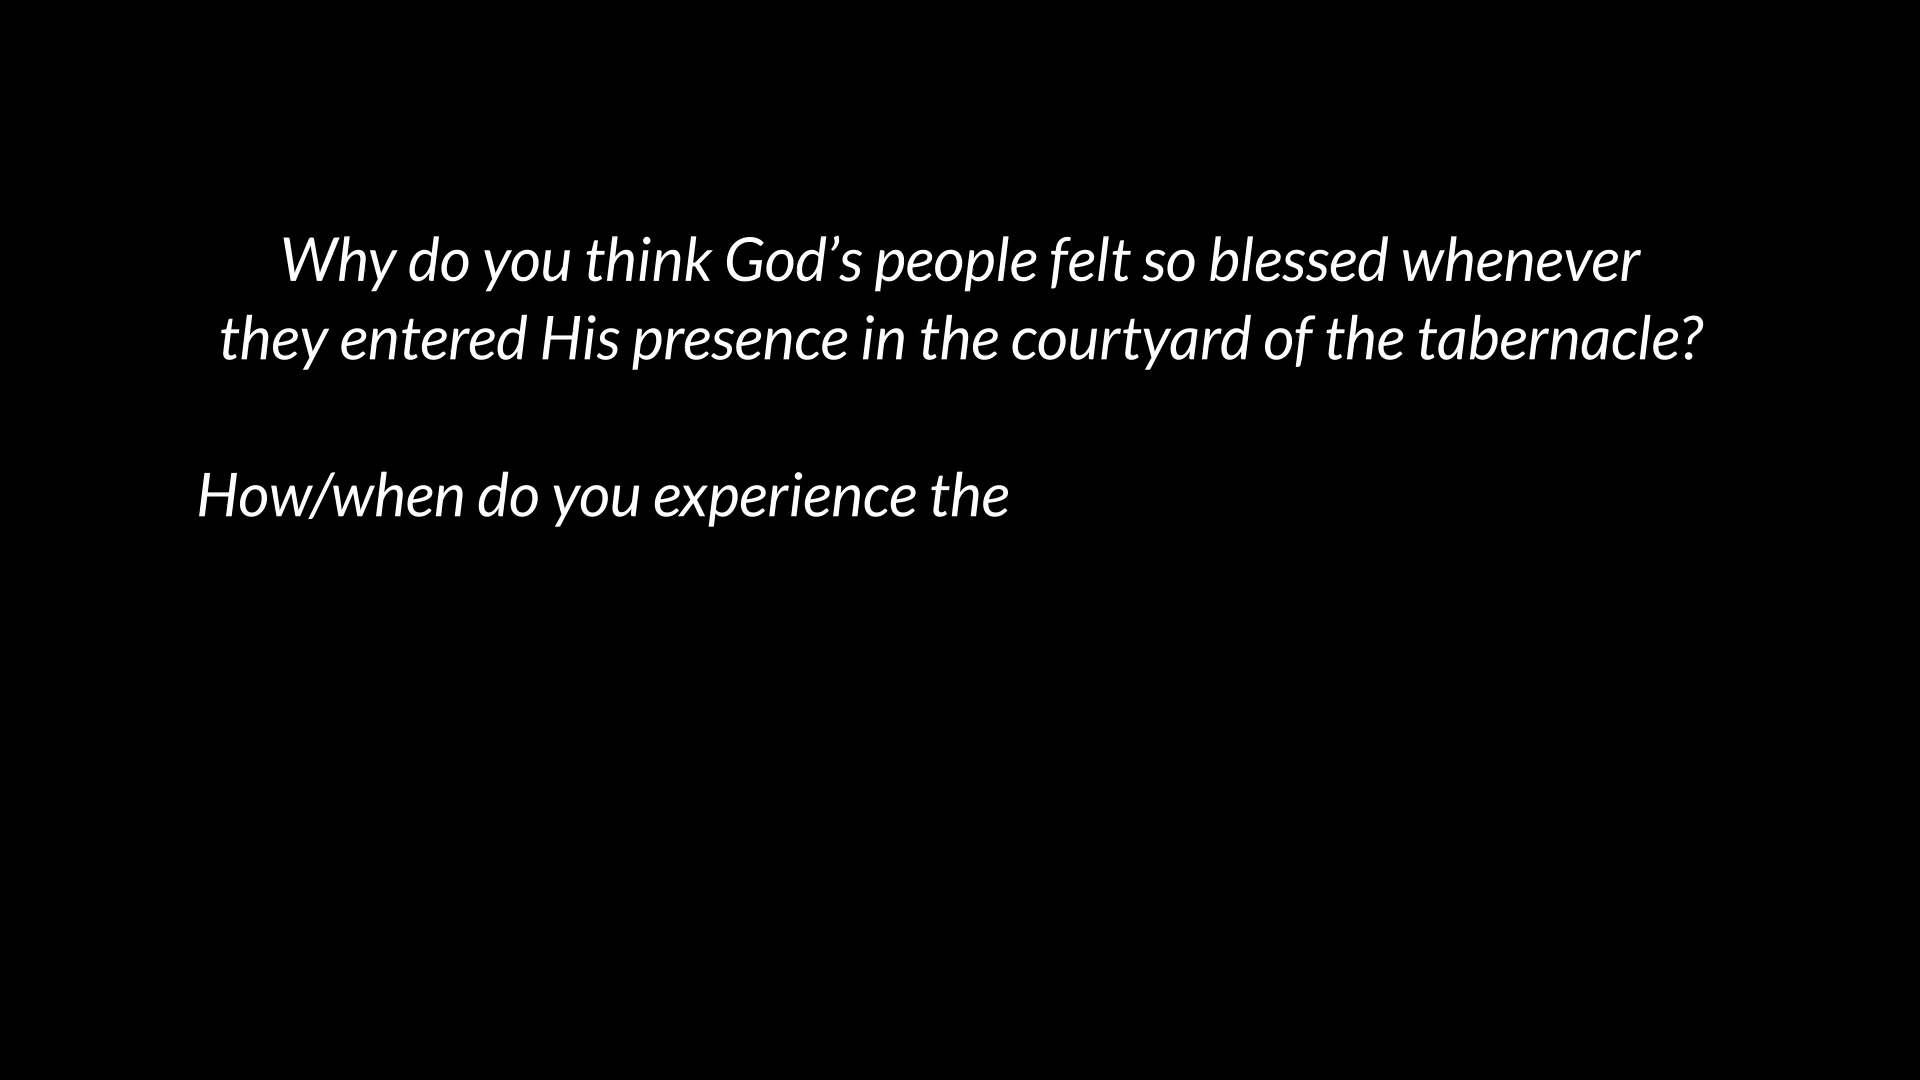 Why do you think God’s people felt so blessed whenever
they entered His presence in the courtyard of the tabernacle?
How/when do you experience the